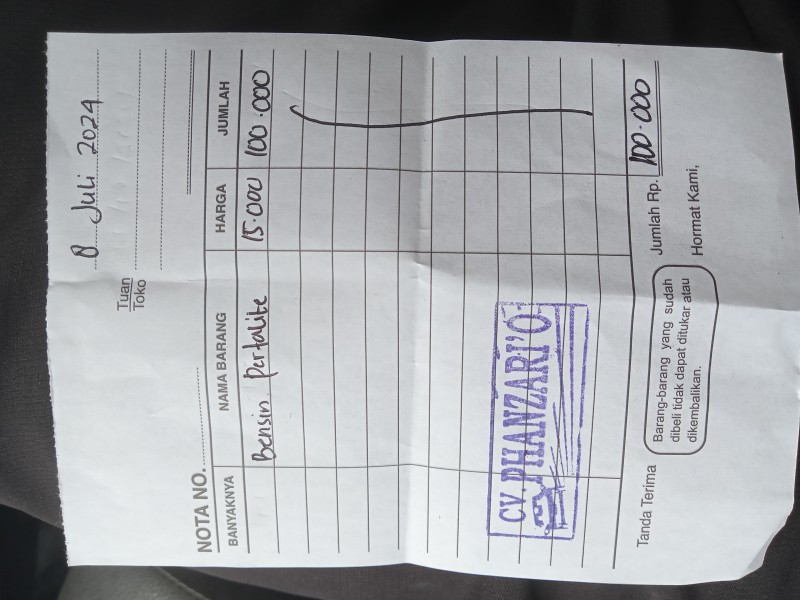 8 Juli 2024
Tuan
Toko
NOTA NO.
BANYAKNYA NAMA BARANG HARGA JUMLAH
Bensin Pertalite 15.000 100.000
CV. PHANZARI'O
Jumlah Rp. 100.000
Tanda Terima
Barang-barang yang sudah
dibeli tidak dapat ditukar atau
dikembalikan.
Hormat Kami,